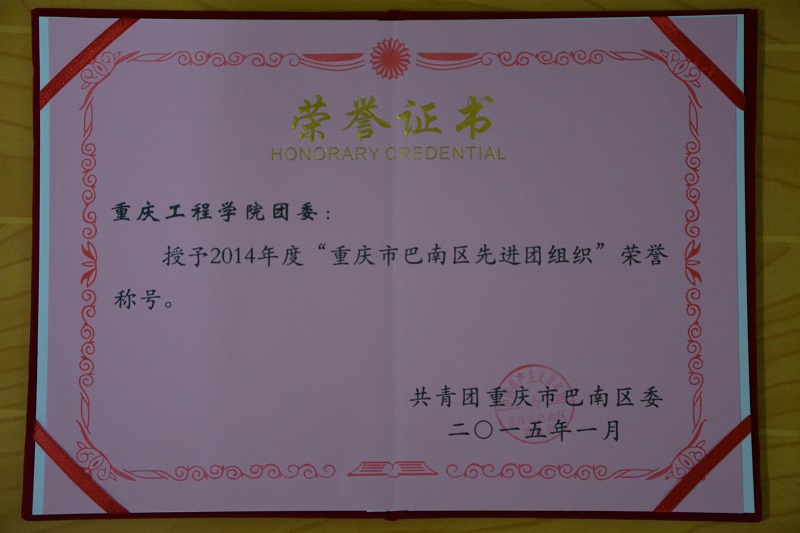 荣誉证书
HONORARY CREDENTIAL
重庆工程学院团委：
授予2014年度“重庆市巴南区先进团组织”荣誉
称号。
共青团重庆市巴南区委
二〇一五年一月